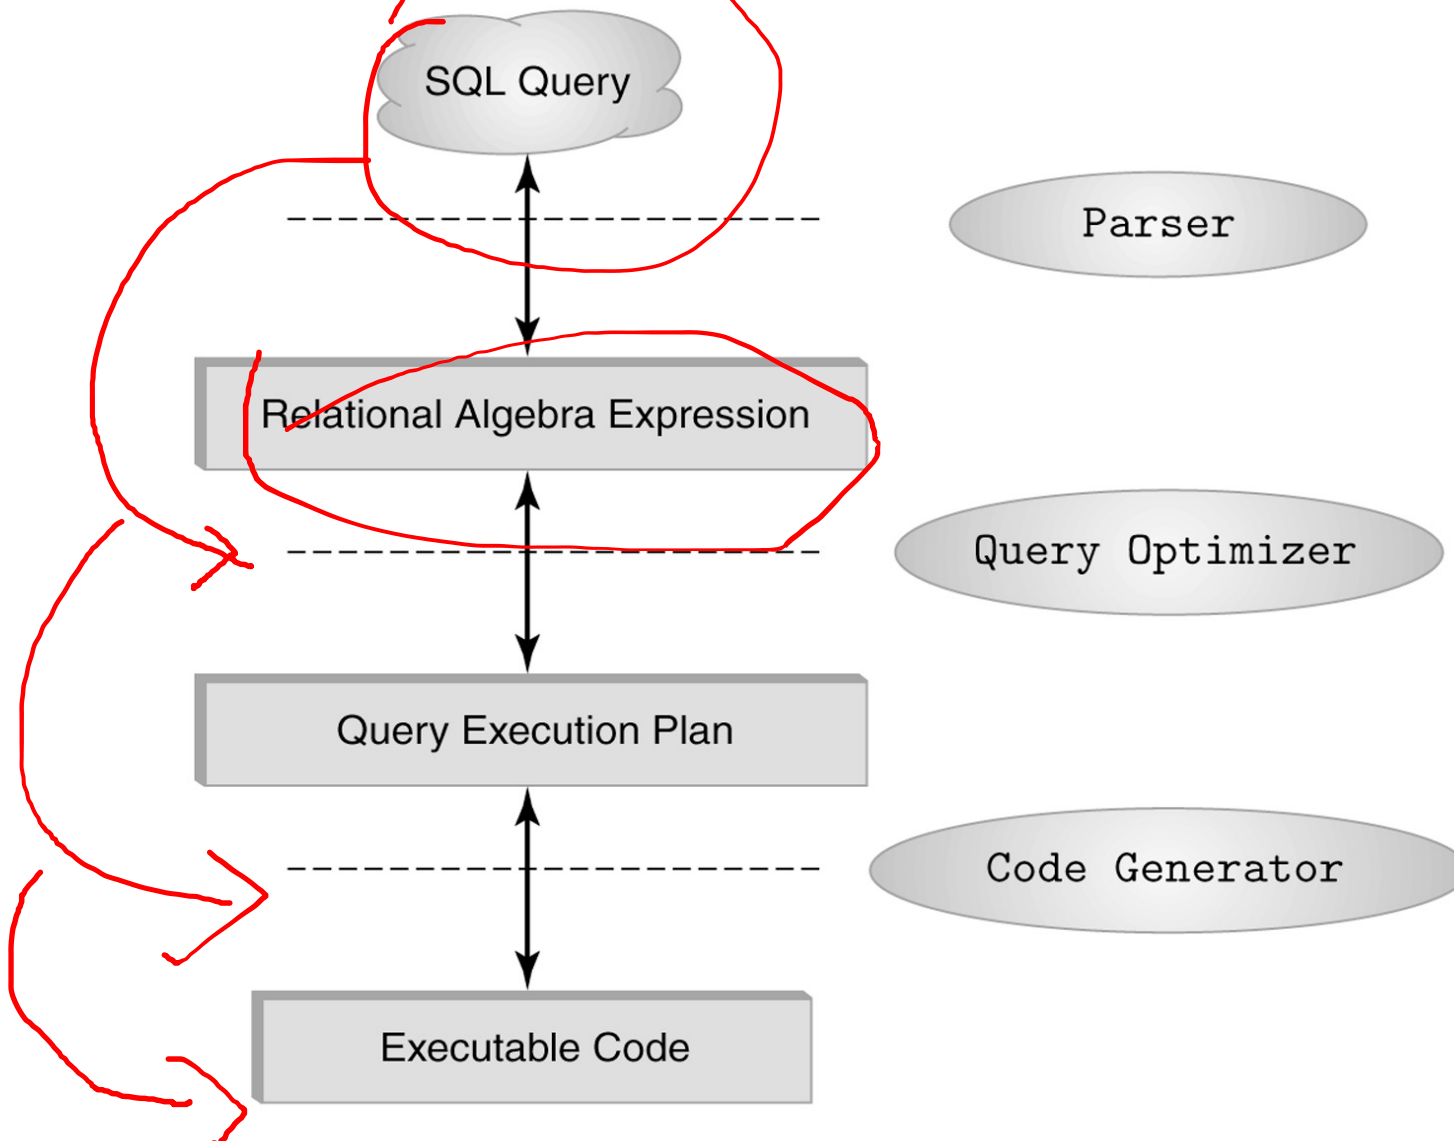 SQL Query
Parser
Relational Algebra Expression
Query Optimizer
Query Execution Plan
Code Generator
Executable Code